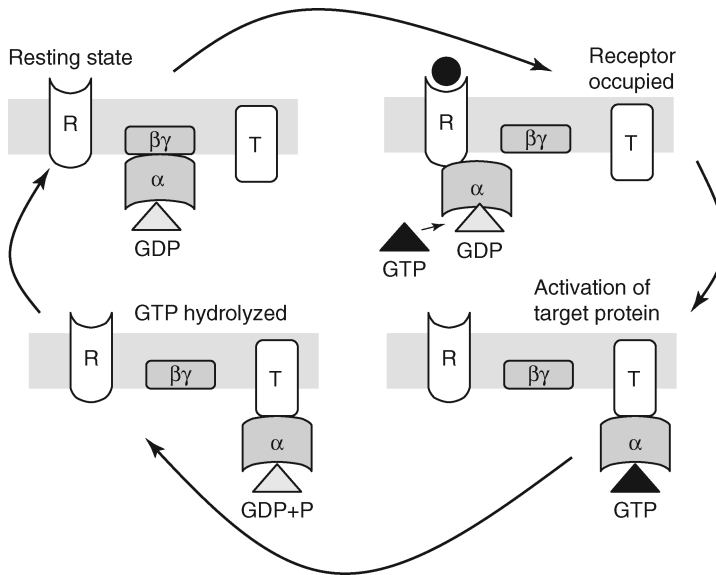 Resting state
R
βγ
α
GDP
T
Receptor
occupied
R
βγ
α
T
GTP
GDP
GTP hydrolyzed
R
βγ
T
α
GDP+P
Activation of
target protein
R
βγ
T
α
GTP